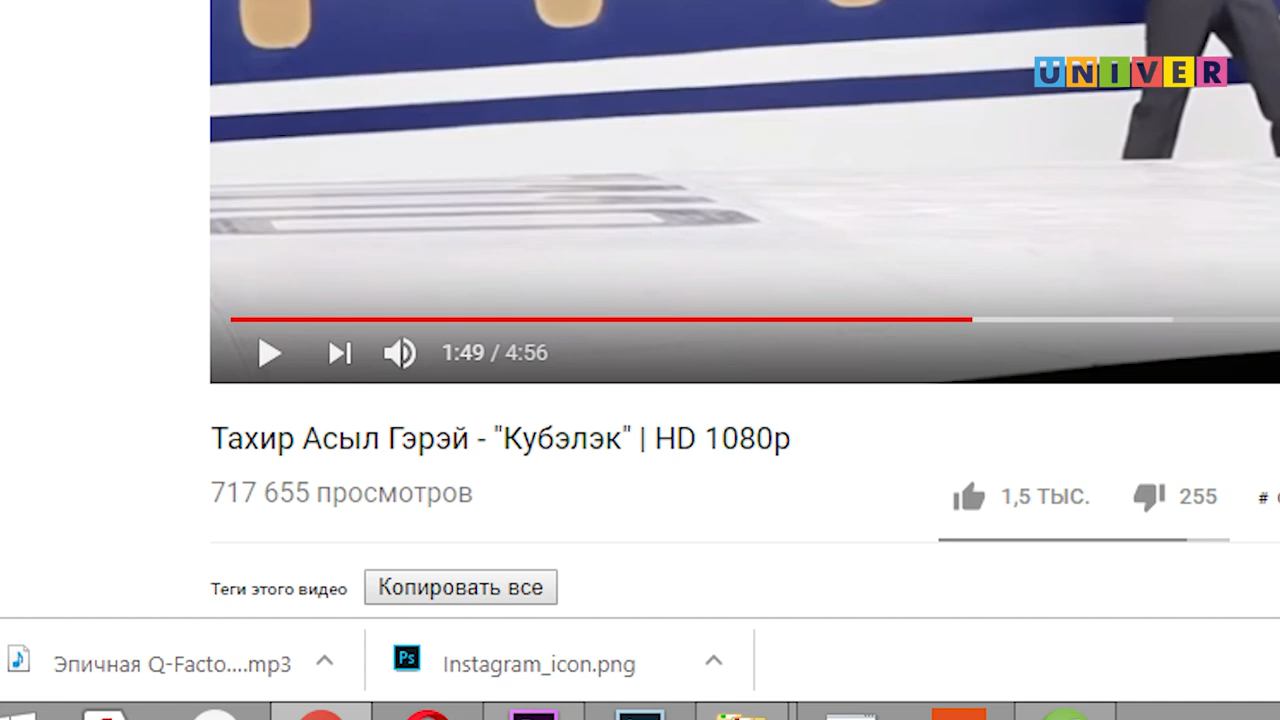 UNIVER
1:49 / 4:56
Тахир Асыл Гэрэй - "Кубэлэк" | HD 1080p
717 655 просмотров
1,5 ТЫС.
255
#
Теги этого видео
Копировать все
Эпичная Q-Facto....mp3
Ps
Instagram_icon.png